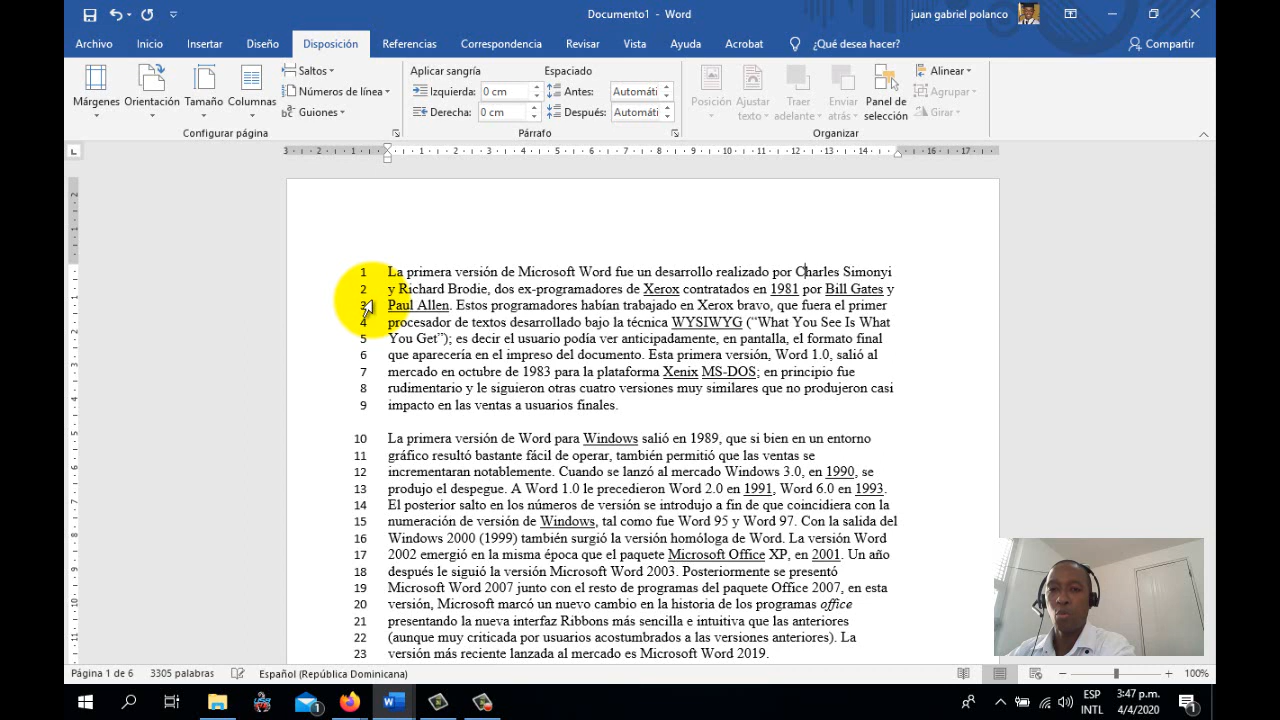 Documento1 - Word
juan gabriel polanco
Archivo Inicio Insertar Diseño Disposición Referencias Correspondencia Revisar Vista Ayuda Acrobat ¿Qué desea hacer? Compartir
Márgenes Orientación Tamaño Columnas
Saltos
Números de línea
Guiones
Configurar página
Aplicar sangría Espaciado
Izquierda: 0 cm Antes: Automáti
Derecha: 0 cm Después: Automáti
Párrafo
Posición Ajustar texto Traer adelante Enviar atrás Panel de selección
Alinear
Agrupar
Girar
Organizar
3 2 1 1 2 3 4 5 6 7 8 9 10 11 12 13 14 16 17
1 La primera versión de Microsoft Word fue un desarrollo realizado por Charles Simonyi
2 y Richard Brodie, dos ex-programadores de Xerox contratados en 1981 por Bill Gates y
3 Paul Allen. Estos programadores habían trabajado en Xerox bravo, que fuera el primer
4 procesador de textos desarrollado bajo la técnica WYSIWYG (“What You See Is What
5 You Get”); es decir el usuario podía ver anticipadamente, en pantalla, el formato final
6 que aparecería en el impreso del documento. Esta primera versión, Word 1.0, salió al
7 mercado en octubre de 1983 para la plataforma Xenix MS-DOS; en principio fue
8 rudimentario y le siguieron otras cuatro versiones muy similares que no produjeron casi
9 impacto en las ventas a usuarios finales.
10 La primera versión de Word para Windows salió en 1989, que si bien en un entorno
11 gráfico resultó bastante fácil de operar, también permitió que las ventas se
12 incrementaran notablemente. Cuando se lanzó al mercado Windows 3.0, en 1990, se
13 produjo el despegue. A Word 1.0 le precedieron Word 2.0 en 1991, Word 6.0 en 1993.
14 El posterior salto en los números de versión se introdujo a fin de que coincidiera con la
15 numeración de versión de Windows, tal como fue Word 95 y Word 97. Con la salida del
16 Windows 2000 (1999) también surgió la versión homóloga de Word. La versión Word
17 2002 emergió en la misma época que el paquete Microsoft Office XP, en 2001. Un año
18 después le siguió la versión Microsoft Word 2003. Posteriormente se presentó
19 Microsoft Word 2007 junto con el resto de programas del paquete Office 2007, en esta
20 versión, Microsoft marcó un nuevo cambio en la historia de los programas office
21 presentando la nueva interfaz Ribbons más sencilla e intuitiva que las anteriores
22 (aunque muy criticada por usuarios acostumbrados a las versiones anteriores). La
23 versión más reciente lanzada al mercado es Microsoft Word 2019.
Página 1 de 6 3305 palabras Español (República Dominicana) 100%
ESP 3:47 p.m.
INTL 4/4/2020